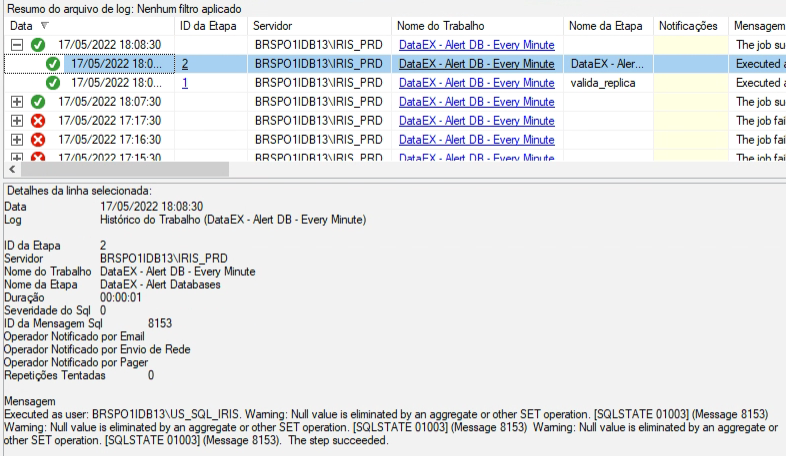 Resumo do arquivo de log: Nenhum filtro aplicado
Data ID da Etapa Servidor Nome do Trabalho Nome da Etapa Notificações Mensagem
17/05/2022 18:08:30 BRSPO1IDB13\IRIS_PRD DataEX - Alert DB - Every Minute The job su
17/05/2022 18:0... 2 BRSPO1IDB13\IRIS_PRD DataEX - Alert DB - Every Minute DataEX - Aler... Executed a
17/05/2022 18:0... 1 BRSPO1IDB13\IRIS_PRD DataEX - Alert DB - Every Minute valida_replica Executed a
17/05/2022 18:07:30 BRSPO1IDB13\IRIS_PRD DataEX - Alert DB - Every Minute The job su
17/05/2022 17:17:30 BRSPO1IDB13\IRIS_PRD DataEX - Alert DB - Every Minute The job fai
17/05/2022 17:16:30 BRSPO1IDB13\IRIS_PRD DataEX - Alert DB - Every Minute The job fai
17/05/2022 17:15:30 BRSPO1IDB13\IRIS_PRD DataEX - Alert DB - Every Minute The job fai
Detalhes da linha selecionada:
Data 17/05/2022 18:08:30
Log Histórico do Trabalho (DataEX - Alert DB - Every Minute)
ID da Etapa 2
Servidor BRSPO1IDB13\IRIS_PRD
Nome do Trabalho DataEX - Alert DB - Every Minute
Nome da Etapa DataEX - Alert Databases
Duração 00:00:01
Severidade do Sql 0
ID da Mensagem Sql 8153
Operador Notificado por Email
Operador Notificado por Envio de Rede
Operador Notificado por Pager
Repetições Tentadas 0
Mensagem
Executed as user: BRSPO1IDB13\US_SQL_IRIS. Warning: Null value is eliminated by an aggregate or other SET operation. [SQLSTATE 01003] (Message 8153)
Warning: Null value is eliminated by an aggregate or other SET operation. [SQLSTATE 01003] (Message 8153) Warning: Null value is eliminated by an aggregate or
other SET operation. [SQLSTATE 01003] (Message 8153). The step succeeded.